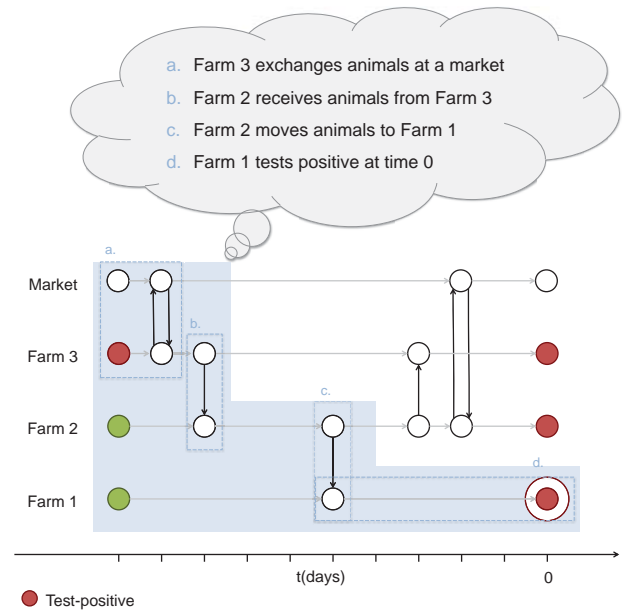 a. Farm 3 exchanges animals at a market
b. Farm 2 receives animals from Farm 3
c. Farm 2 moves animals to Farm 1
d. Farm 1 tests positive at time 0
a.
Market
b.
Farm 3
c.
Farm 2
d.
Farm 1
t(days) 0
Test-positive